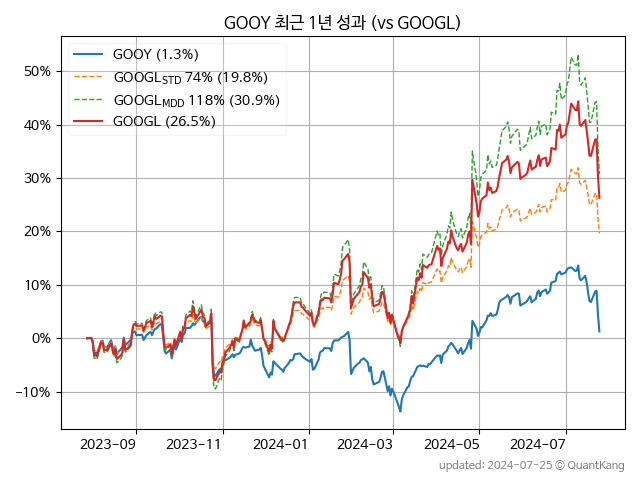 GOOY 최근 1년 성과 (vs GOOGL)
GOOY (1.3%)
GOOGL_STD 74% (19.8%)
GOOGL_MDD 118% (30.9%)
GOOGL (26.5%)
50%
40%
30%
20%
10%
0%
−10%
2023-09 2023-11 2024-01 2024-03 2024-05 2024-07
updated: 2024-07-25 ⓒ QuantKang